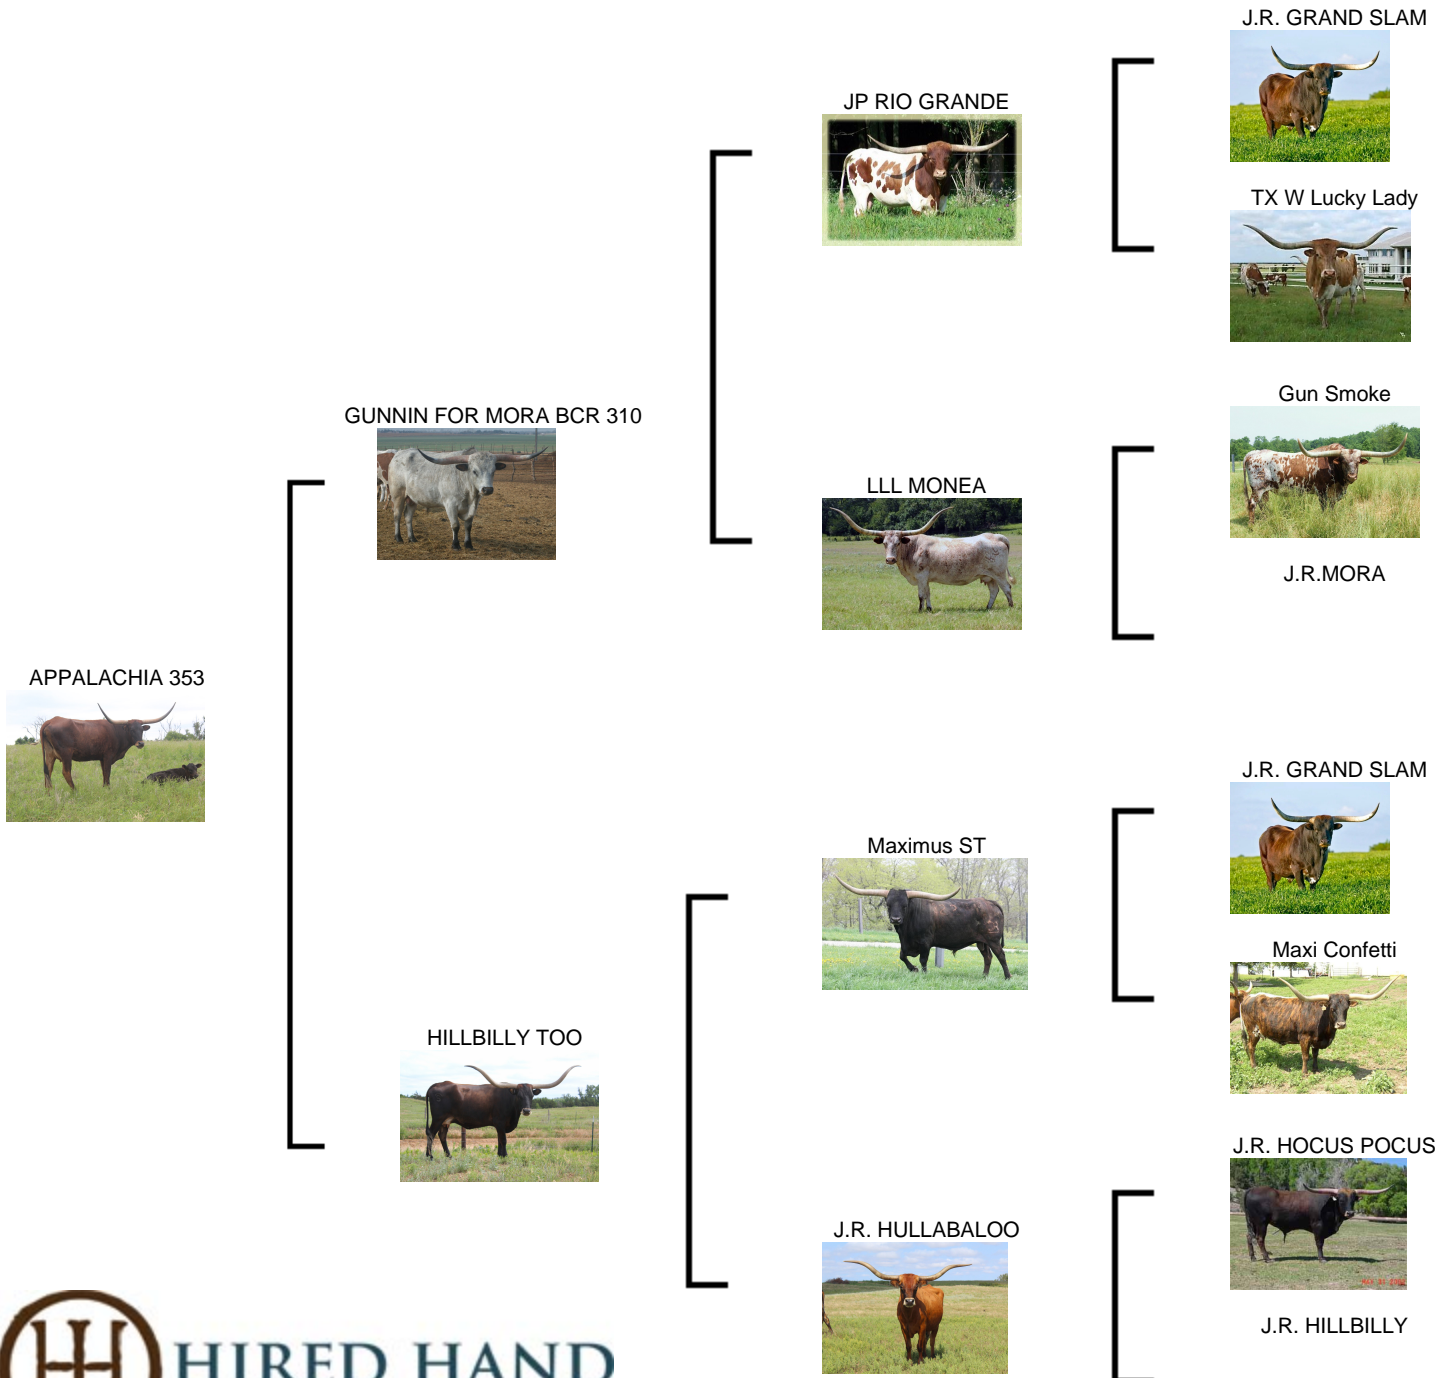 J.R. GRAND SLAM
JP RIO GRANDE
TX W Lucky Lady
GUNNIN FOR MORA BCR 310
Gun Smoke
LLL MONEA
J.R.MORA
APPALACHIA 353
J.R. GRAND SLAM
Maximus ST
Maxi Confetti
HILLBILLY TOO
J.R. HOCUS POCUS
J.R. HULLABALOO
J.R. HILLBILLY
HIRED HAND